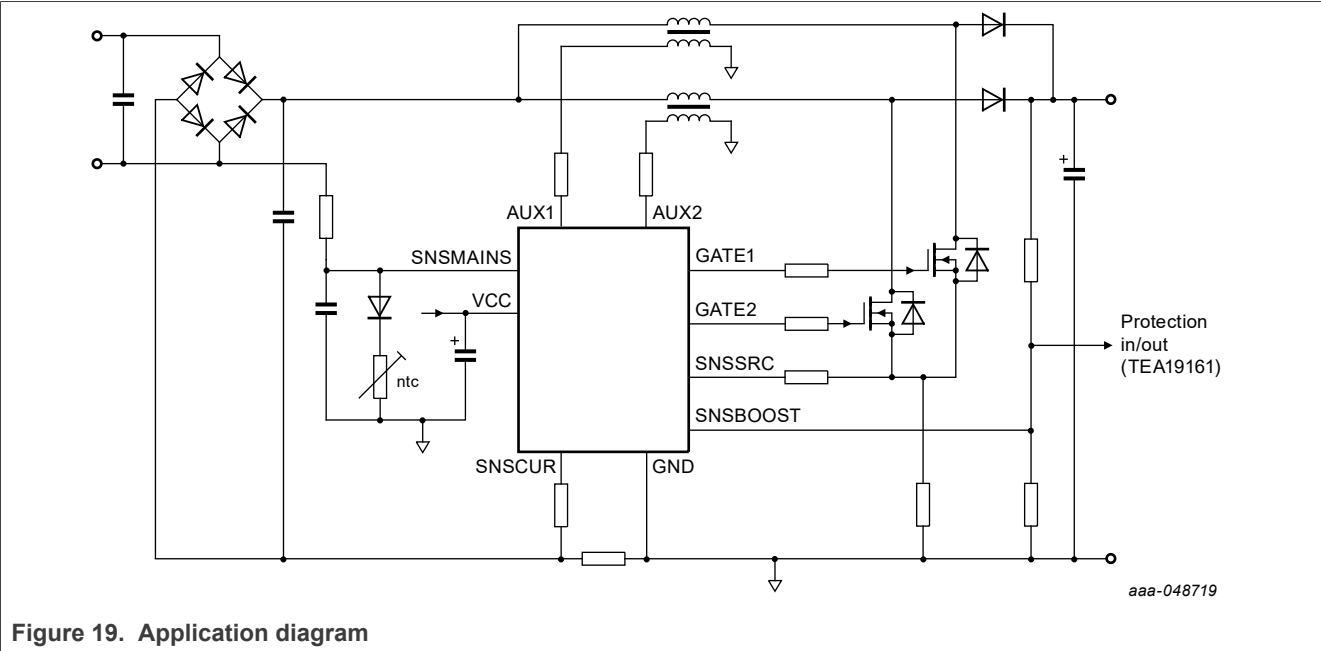 AUX1
AUX2
SNSMAINS
GATE1
VCC
GATE2
Protection
in/out
(TEA19161)
SNSSRC
ntc
SNSBOOST
SNSCUR
GND
+
+
aaa-048719
Figure 19. Application diagram